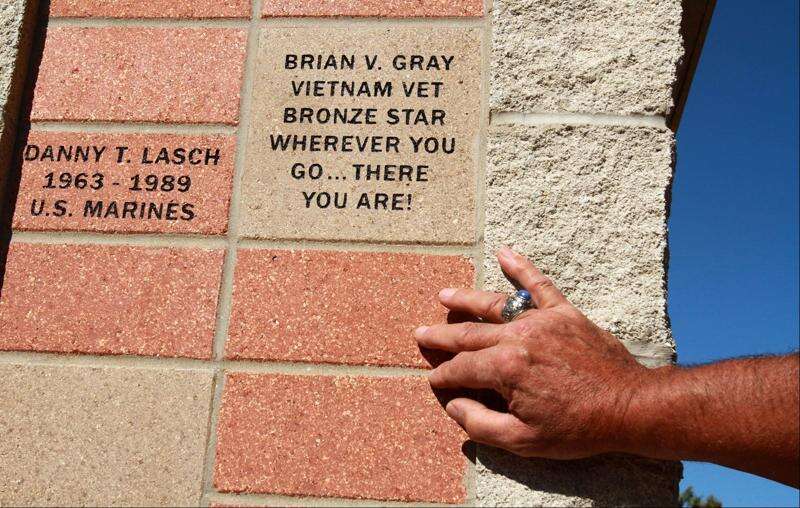 BRIAN V. GRAY
VIETNAM VET
BRONZE STAR
WHEREVER YOU
GO...THERE
YOU ARE!
DANNY T. LASCH
1963 - 1989
U.S. MARINES